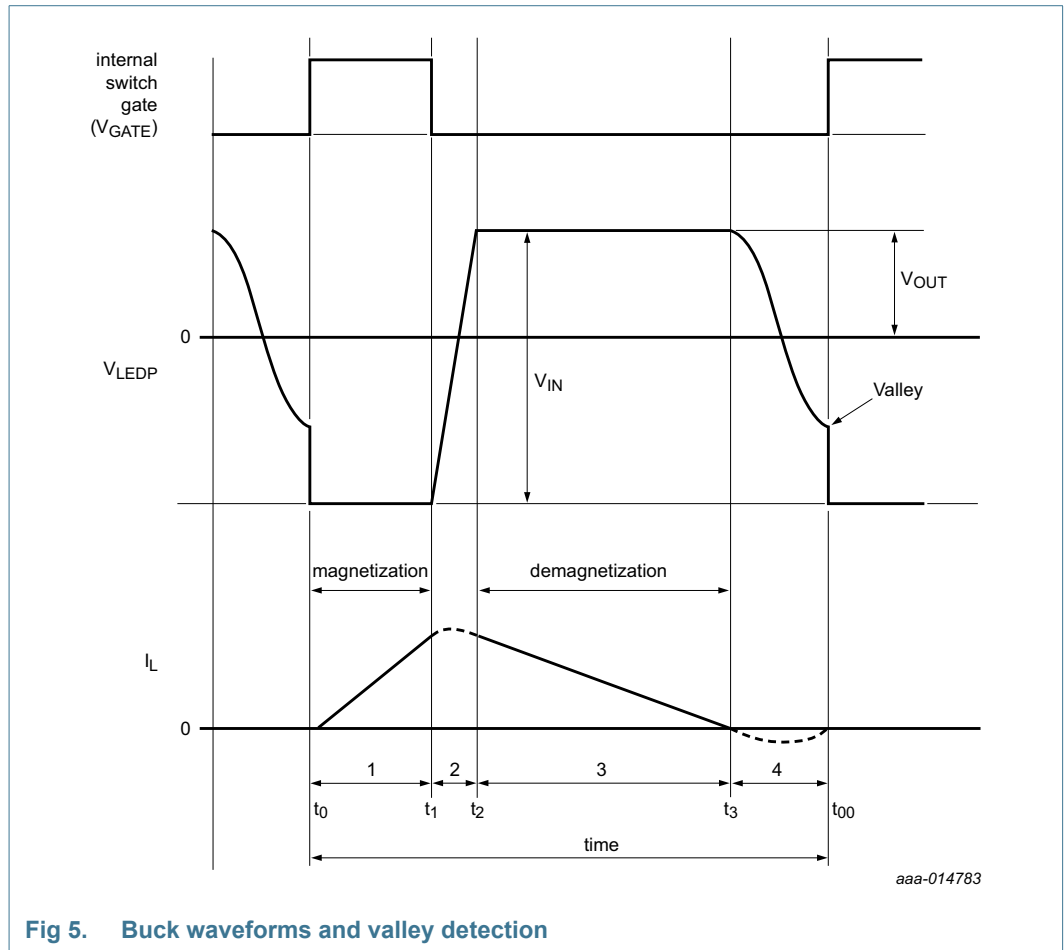 internal
switch
gate
(VGATE)
VOUT
0
VLEDP
VIN
Valley
magnetization
demagnetization
IL
0
1
2
3
4
t0
t1
t2
t3
t00
time
aaa-014783
Fig 5. Buck waveforms and valley detection